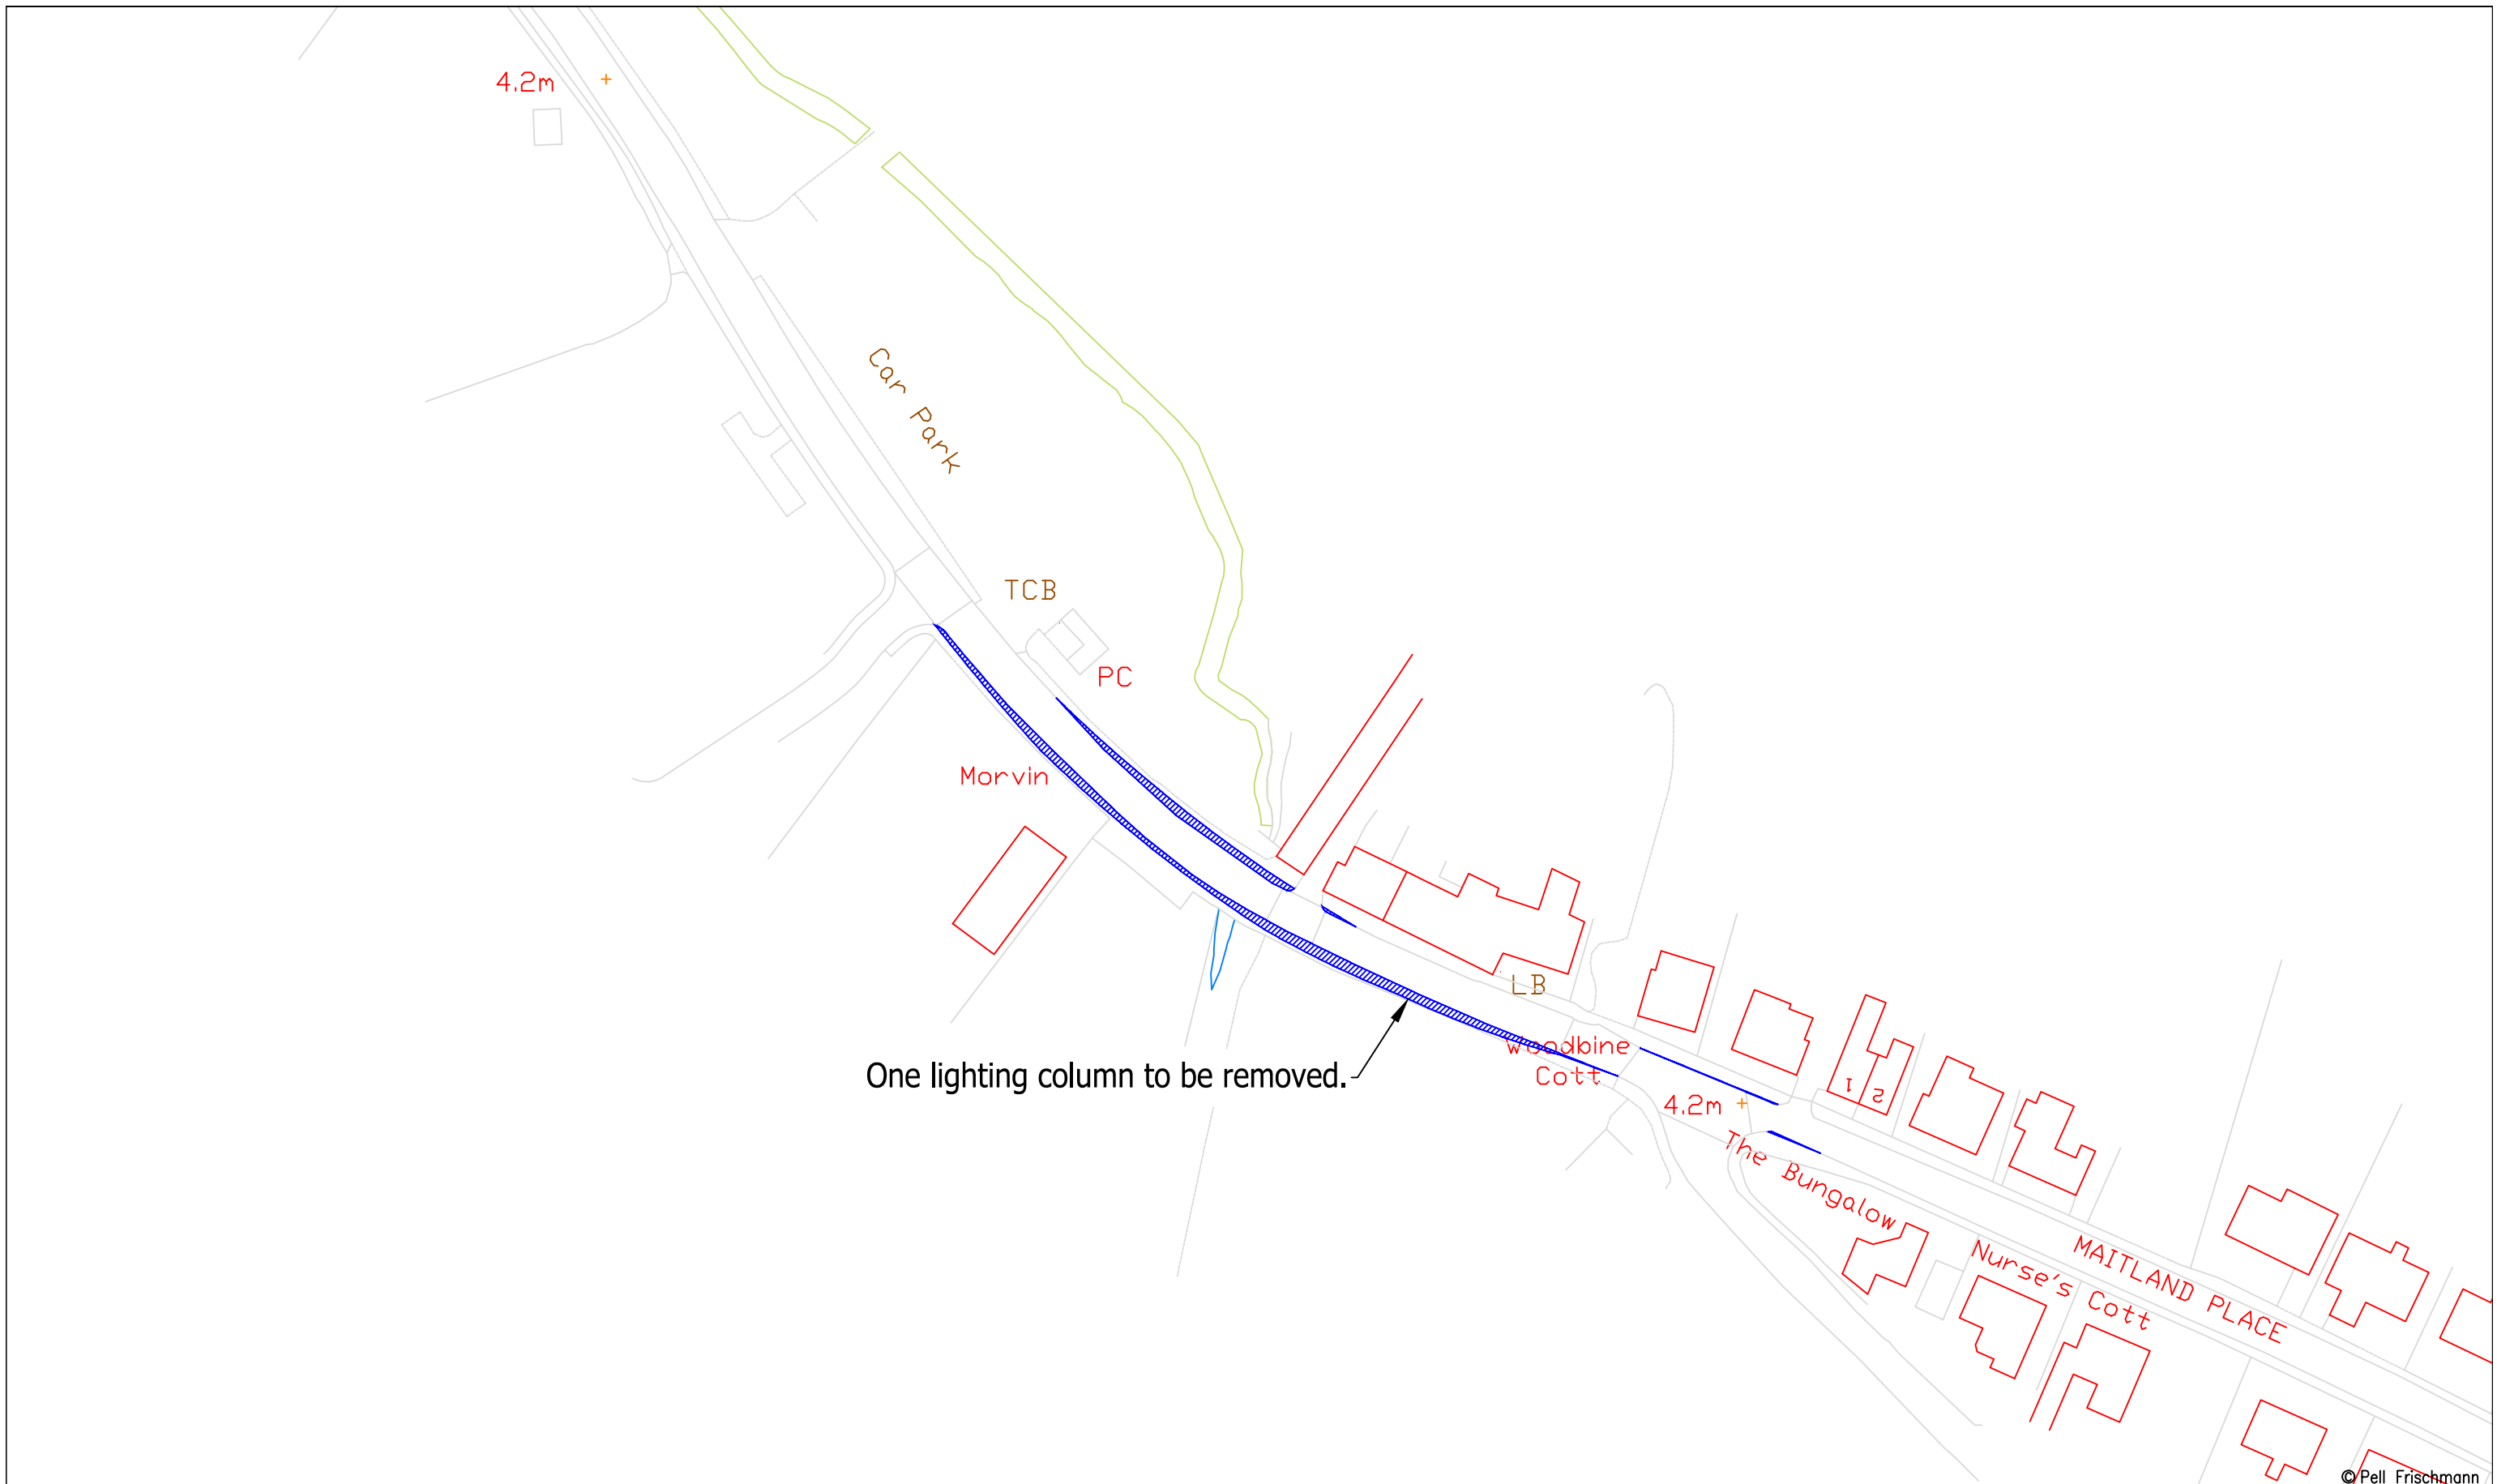 4.2m
Car Park
TCB
PC
Morvin
LB
One lighting column to be removed.
Woodbine
Cott
4.2m
1
2
The Bungalow
Nurse's Cott
MAITLAND PLACE
© Pell Frischmann